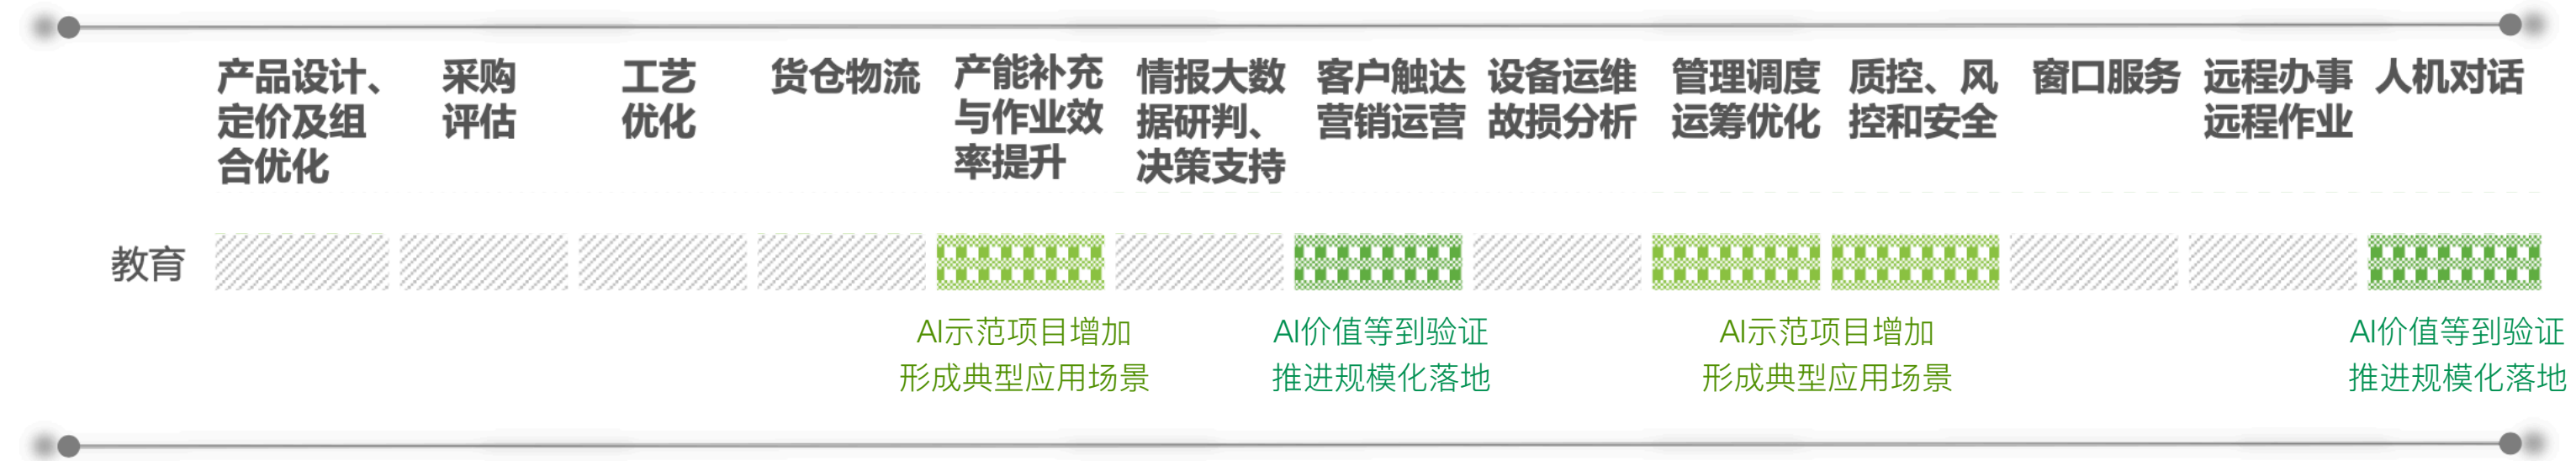 产品设计、
定价及组
合优化
采购
评估
工艺
优化
货仓物流
产能补充
与作业效
率提升
情报大数
据研判、
决策支持
客户触达
营销运营
设备运维
故损分析
管理调度
运筹优化
质控、风
控和安全
窗口服务
远程办事
远程作业
人机对话
教育
AI示范项目增加
形成典型应用场景
AI价值等到验证
推进规模化落地
AI示范项目增加
形成典型应用场景
AI价值等到验证
推进规模化落地